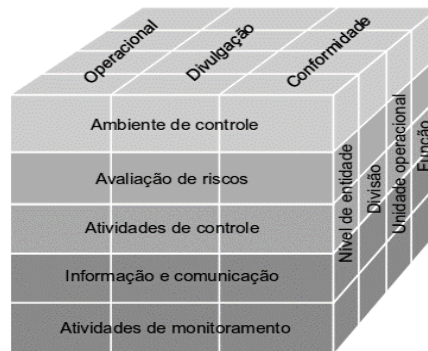 Operacional
Divulgação
Conformidade
Ambiente de controle
Avaliação de riscos
Atividades de controle
Informação e comunicação
Atividades de monitoramento
Nível de entidade
Divisão
Unidade operacional
Função